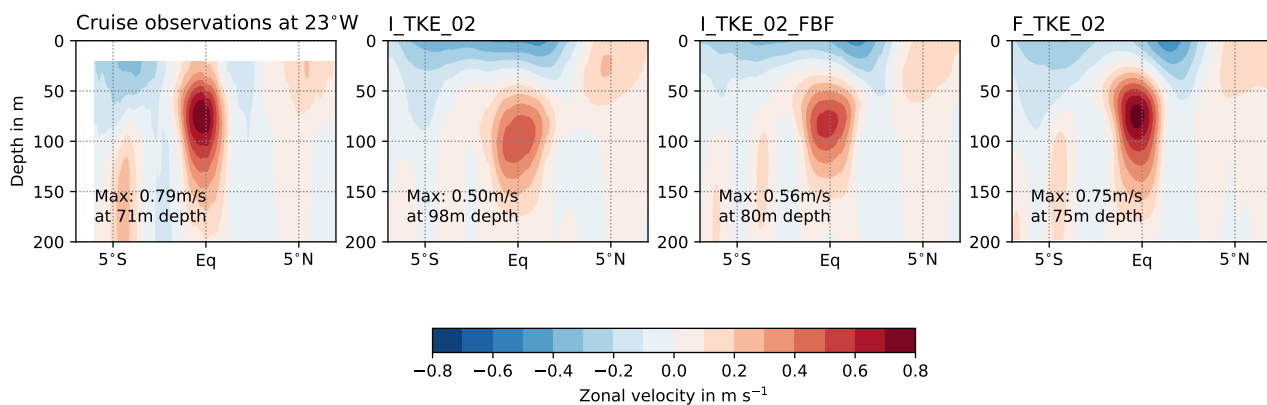 Cruise observations at 23°W
I_TKE_02
I_TKE_02_FBF
F_TKE_02
Depth in m
0
50
100
150
200
Max: 0.79m/s
at 71m depth
5°S
Eq
5°N
0
50
100
150
200
Max: 0.50m/s
at 98m depth
5°S
Eq
5°N
0
50
100
150
200
Max: 0.56m/s
at 80m depth
5°S
Eq
5°N
0
50
100
150
200
Max: 0.75m/s
at 75m depth
5°S
Eq
5°N
−0.8 −0.6 −0.4 −0.2 0.0 0.2 0.4 0.6 0.8
Zonal velocity in m s⁻¹